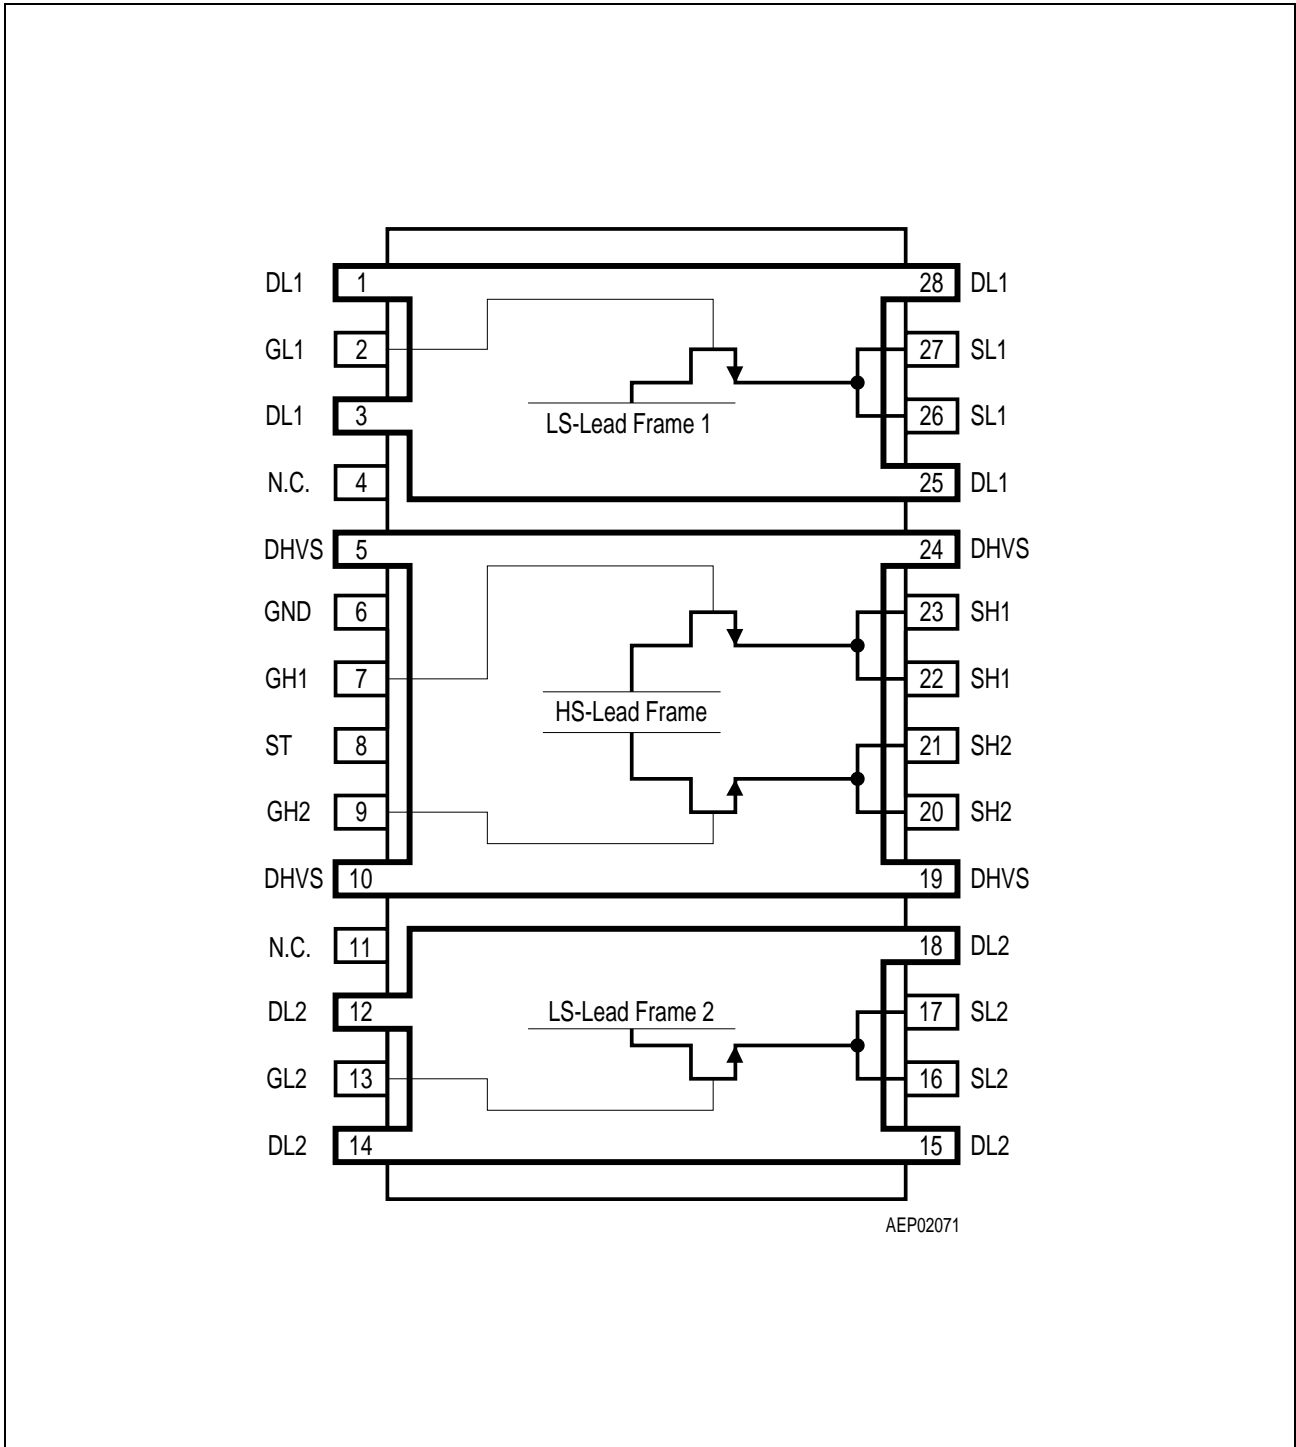 DL1 1 28 DL1
GL1 2 27 SL1
DL1 3 LS-Lead Frame 1 26 SL1
N.C. 4 25 DL1
DHVS 5 24 DHVS
GND 6 23 SH1
GH1 7 22 SH1
HS-Lead Frame
ST 8 21 SH2
GH2 9 20 SH2
DHVS 10 19 DHVS
N.C. 11 18 DL2
DL2 12 LS-Lead Frame 2 17 SL2
GL2 13 16 SL2
DL2 14 15 DL2
AEP02071